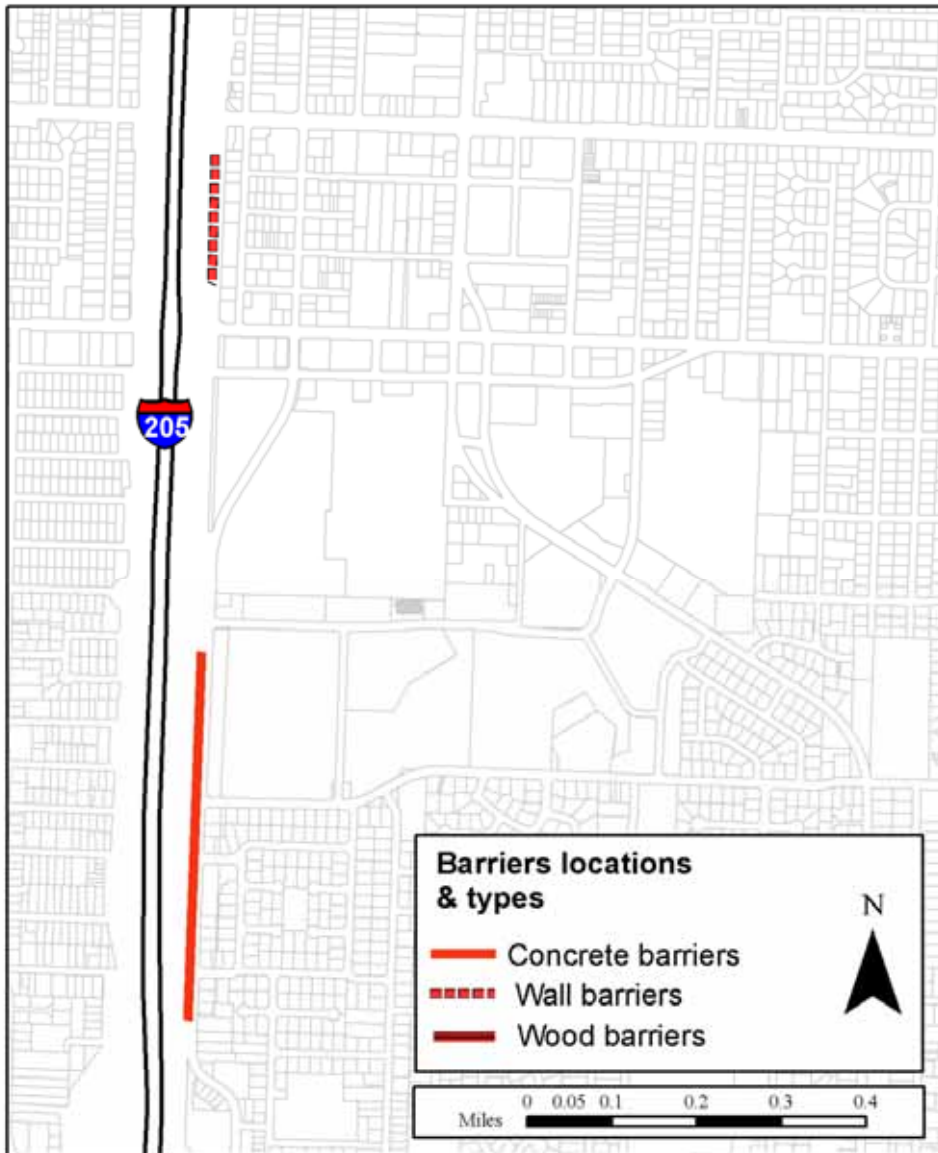 205
Barriers locations
& types
N
Concrete barriers
Wall barriers
Wood barriers
Miles 0 0.05 0.1 0.2 0.3 0.4